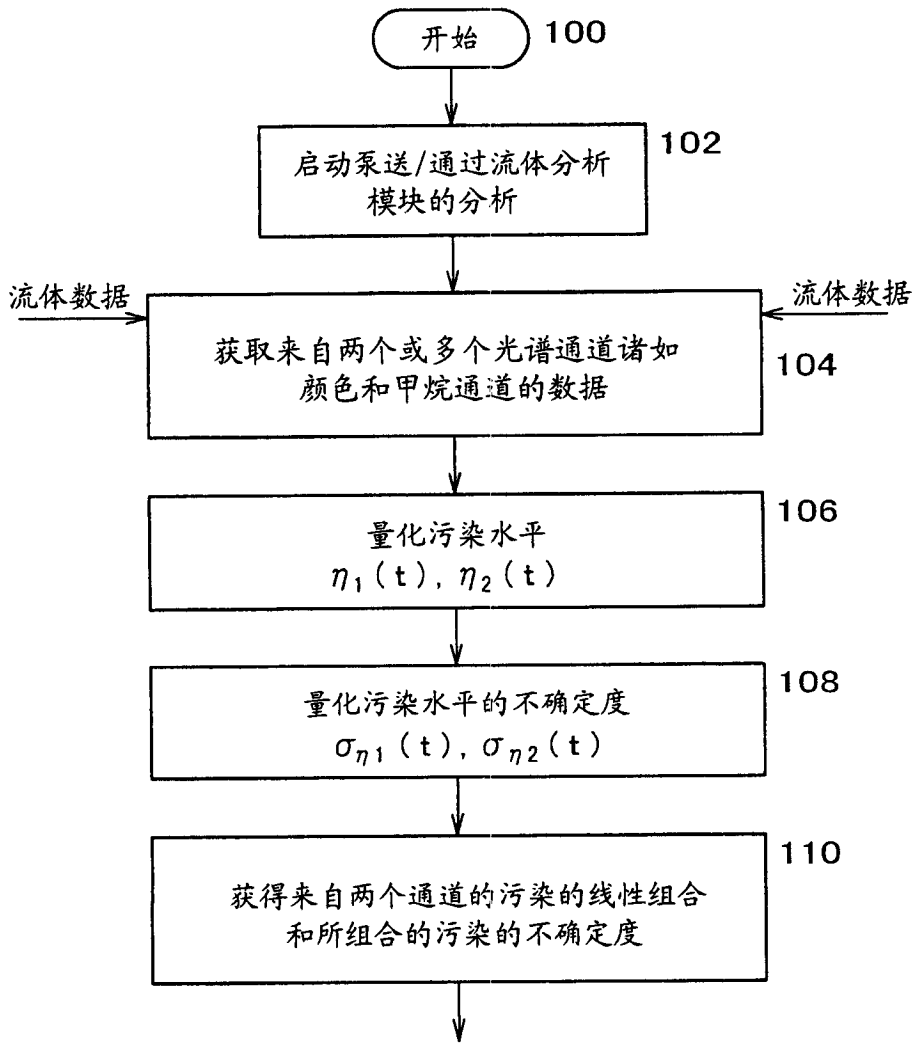 开始
100
102
启动泵送/通过流体分析
模块的分析
流体数据
流体数据
获取来自两个或多个光谱通道诸如
颜色和甲烷通道的数据
104
106
量化污染水平
η₁(t), η₂(t)
108
量化污染水平的不确定度
σ_η1(t), σ_η2(t)
110
获得来自两个通道的污染的线性组合
和所组合的污染的不确定度